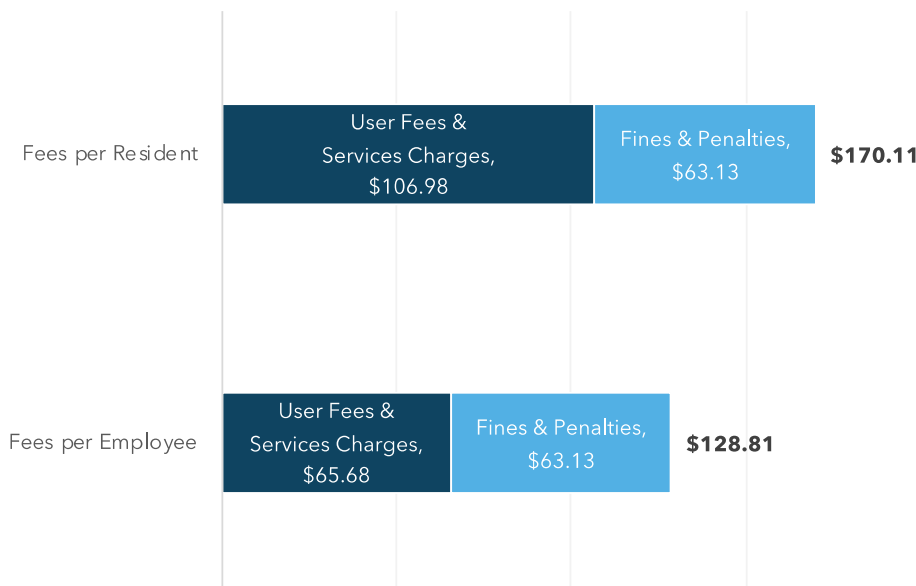 User Fees &
Services Charges,
$106.98
Fines & Penalties,
$63.13
Fees per Resident
$170.11
User Fees &
Services Charges,
$65.68
Fines & Penalties,
$63.13
Fees per Employee
$128.81